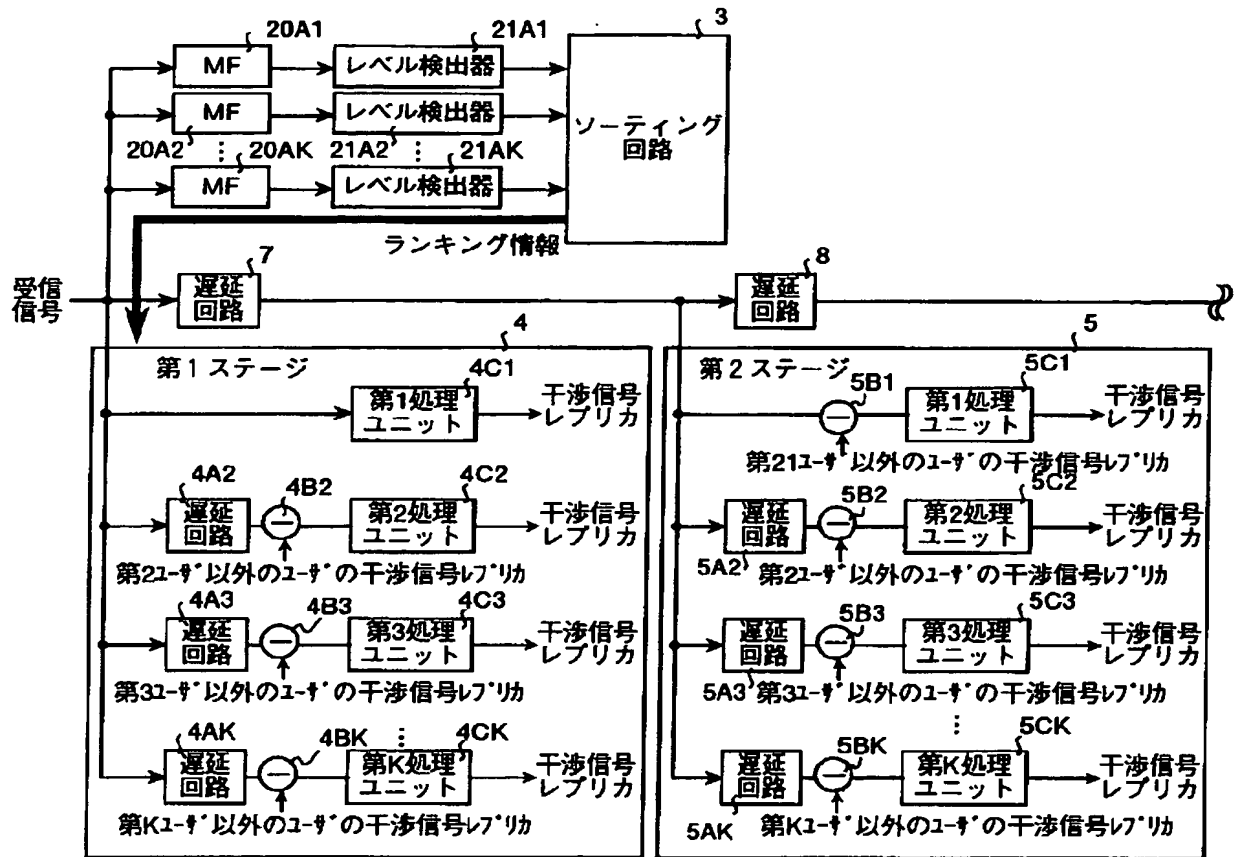 20A1
21A1
3
MF
レベル検出器
MF
レベル検出器
ソーティング
回路
20A2
⋮
20AK
21A2
⋮
21AK
MF
レベル検出器
ランキング情報
受信
信号
7
遅延
回路
8
遅延
回路
4
第1ステージ
4C1
第1処理
ユニット
干渉信号
レプリカ
4A2
遅延
回路
4B2
4C2
第2処理
ユニット
干渉信号
レプリカ
第2ユーザ以外のユーザの干渉信号レプリカ
4A3
遅延
回路
4B3
4C3
第3処理
ユニット
干渉信号
レプリカ
第3ユーザ以外のユーザの干渉信号レプリカ
⋮
4AK
遅延
回路
4BK
4CK
第K処理
ユニット
干渉信号
レプリカ
第Kユーザ以外のユーザの干渉信号レプリカ
5
第2ステージ
5B1
5C1
第1処理
ユニット
干渉信号
レプリカ
第21ユーザ以外のユーザの干渉信号レプリカ
遅延
回路
5A2
5B2
5C2
第2処理
ユニット
干渉信号
レプリカ
第2ユーザ以外のユーザの干渉信号レプリカ
遅延
回路
5A3
5B3
5C3
第3処理
ユニット
干渉信号
レプリカ
第3ユーザ以外のユーザの干渉信号レプリカ
⋮
遅延
回路
5AK
5BK
5CK
第K処理
ユニット
干渉信号
レプリカ
第Kユーザ以外のユーザの干渉信号レプリカ